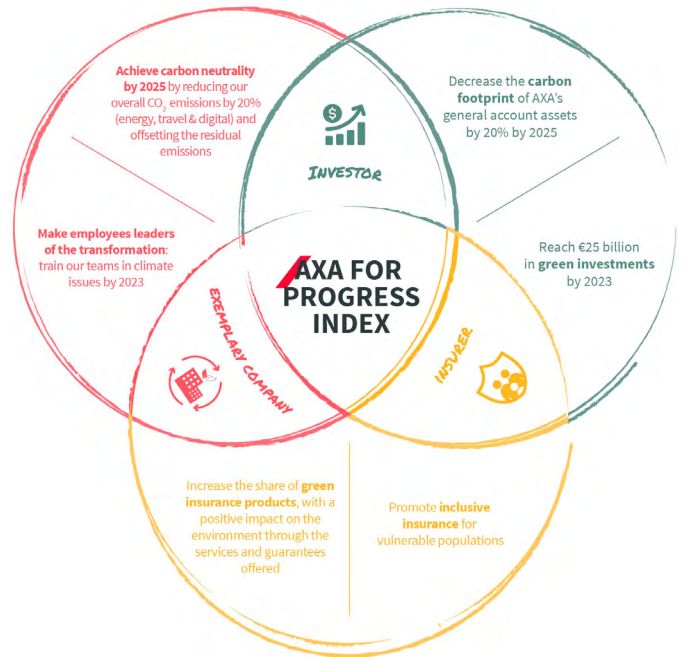 Achieve carbon neutrality
by 2025 by reducing our
overall CO2 emissions by 20%
(energy, travel & digital) and
offsetting the residual
emissions
Decrease the carbon
footprint of AXA's
general account assets
by 20% by 2025
$
INVESTOR
Make employees leaders
of the transformation:
train our teams in climate
issues by 2023
Reach €25 billion
in green investments
by 2023
AXA FOR
PROGRESS
INDEX
EXEMPLARY COMPANY
INSURER
Increase the share of green
insurance products, with a
positive impact on the
environment through the
services and guarantees
offered
Promote inclusive
insurance for
vulnerable populations